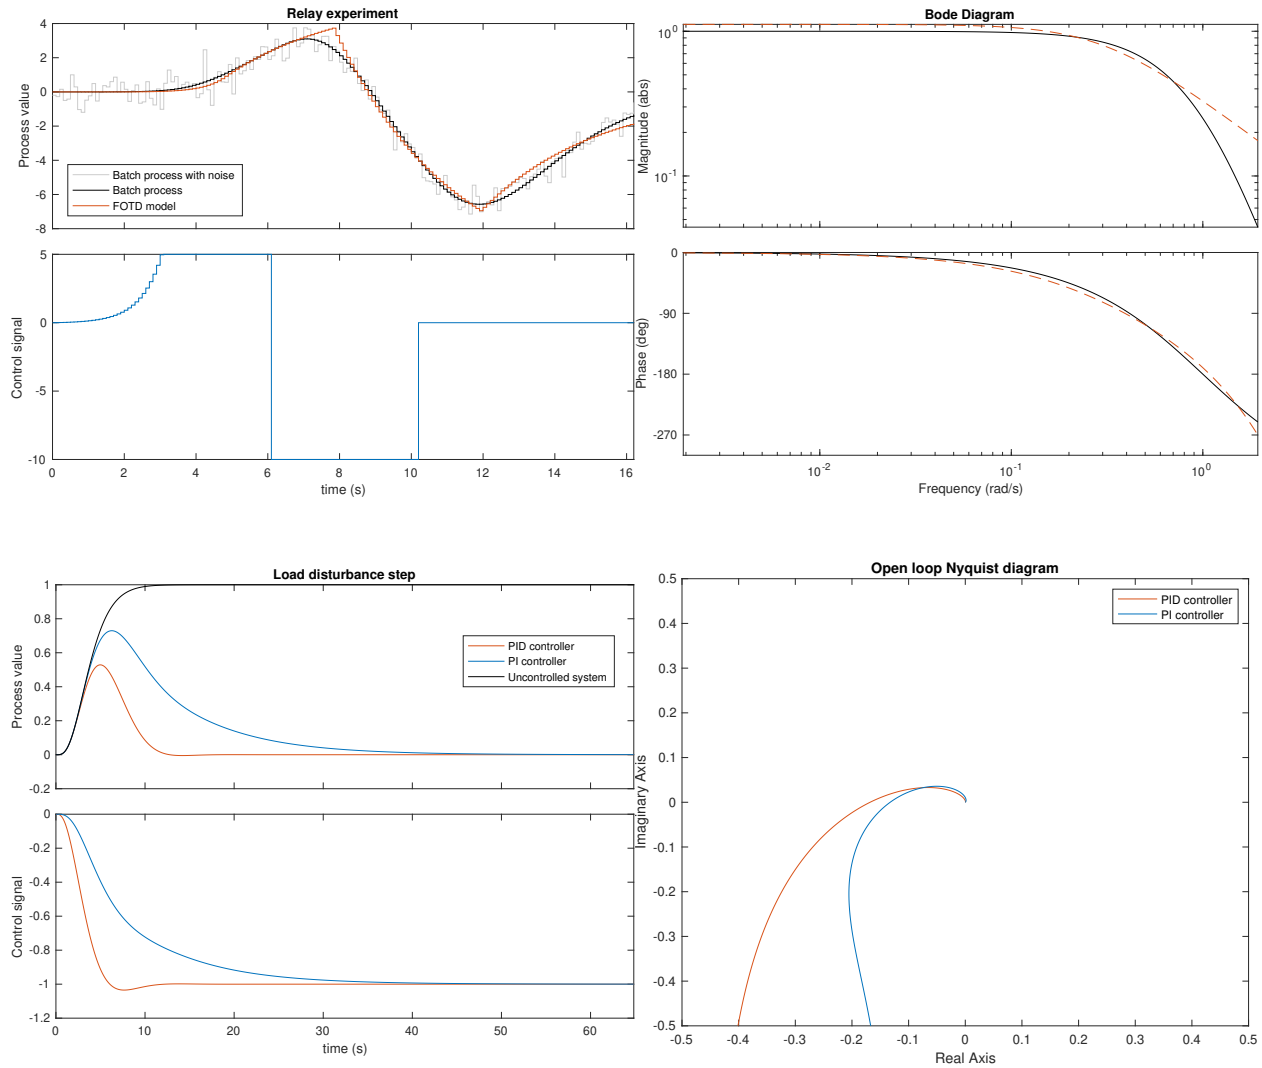 Relay experiment
4
2
0
-2
-4
-6
-8
Process value
Batch process with noise
Batch process
FOTD model
5
0
-5
-10
Control signal
0 2 4 6 8 10 12 14 16
time (s)
Bode Diagram
10^0
10^-1
Magnitude (abs)
0
-90
-180
-270
Phase (deg)
10^-2 10^-1 10^0
Frequency (rad/s)
Load disturbance step
1
0.8
0.6
0.4
0.2
0
-0.2
Process value
PID controller
PI controller
Uncontrolled system
0
-0.2
-0.4
-0.6
-0.8
-1
-1.2
Control signal
0 10 20 30 40 50 60
time (s)
Open loop Nyquist diagram
0.5
0.4
0.3
0.2
0.1
0
-0.1
-0.2
-0.3
-0.4
-0.5
Imaginary Axis
PID controller
PI controller
-0.5 -0.4 -0.3 -0.2 -0.1 0 0.1 0.2 0.3 0.4 0.5
Real Axis